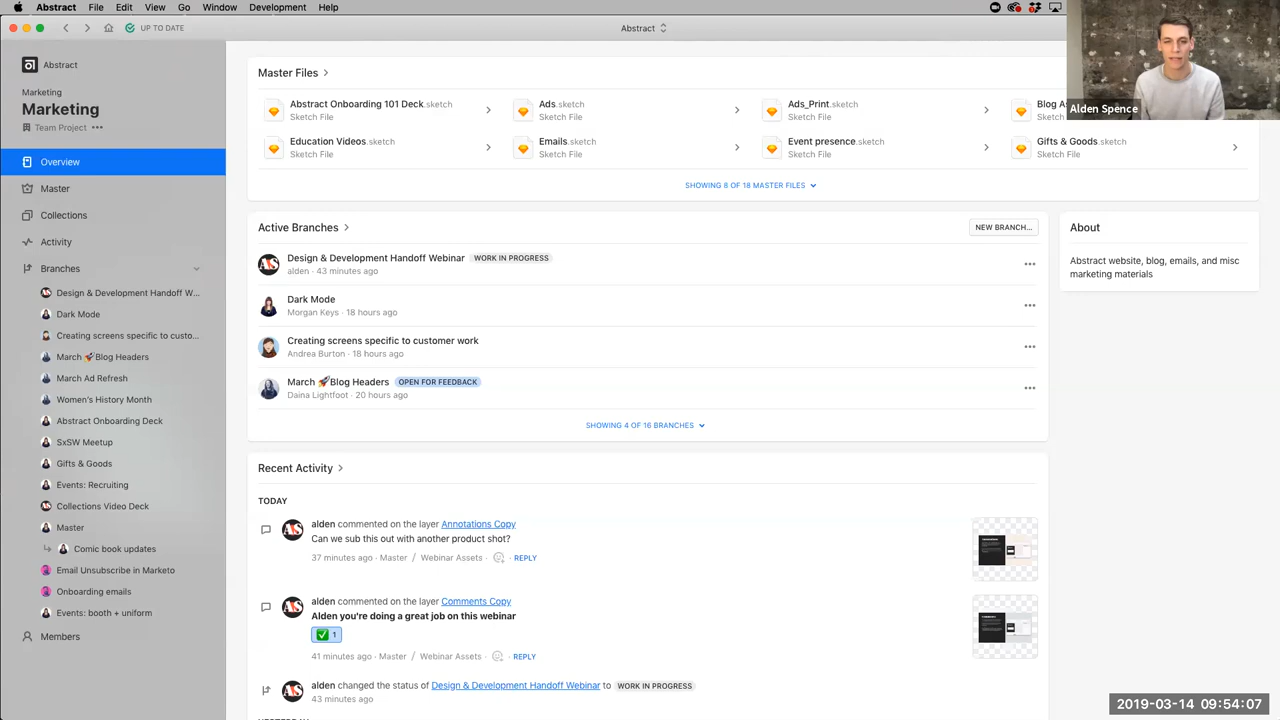 Abstract File Edit View Go Window Development Help
UP TO DATE
Abstract
Alden Spence
Abstract
Marketing
Marketing
Team Project •••
Overview
Master
Collections
Activity
Branches
Design & Development Handoff W...
Dark Mode
Creating screens specific to custo...
March 🚀Blog Headers
March Ad Refresh
Women's History Month
Abstract Onboarding Deck
SxSW Meetup
Gifts & Goods
Events: Recruiting
Collections Video Deck
Master
Comic book updates
Email Unsubscribe in Marketo
Onboarding emails
Events: booth + uniform
Members
Master Files
Abstract Onboarding 101 Deck.sketch
Sketch File
Ads.sketch
Sketch File
Ads_Print.sketch
Sketch File
Blog A
Sketch File
Education Videos.sketch
Sketch File
Emails.sketch
Sketch File
Event presence.sketch
Sketch File
Gifts & Goods.sketch
Sketch File
SHOWING 8 OF 18 MASTER FILES
Active Branches
NEW BRANCH...
Design & Development Handoff Webinar WORK IN PROGRESS
alden · 43 minutes ago
Dark Mode
Morgan Keys · 18 hours ago
Creating screens specific to customer work
Andrea Burton · 18 hours ago
March 🚀Blog Headers OPEN FOR FEEDBACK
Daina Lightfoot · 20 hours ago
SHOWING 4 OF 16 BRANCHES
About
Abstract website, blog, emails, and misc
marketing materials
Recent Activity
TODAY
alden commented on the layer Annotations Copy
Can we sub this out with another product shot?
37 minutes ago · Master / Webinar Assets · REPLY
alden commented on the layer Comments Copy
Alden you're doing a great job on this webinar
✅ 1
41 minutes ago · Master / Webinar Assets · REPLY
alden changed the status of Design & Development Handoff Webinar to WORK IN PROGRESS
43 minutes ago
2019-03-14 09:54:07